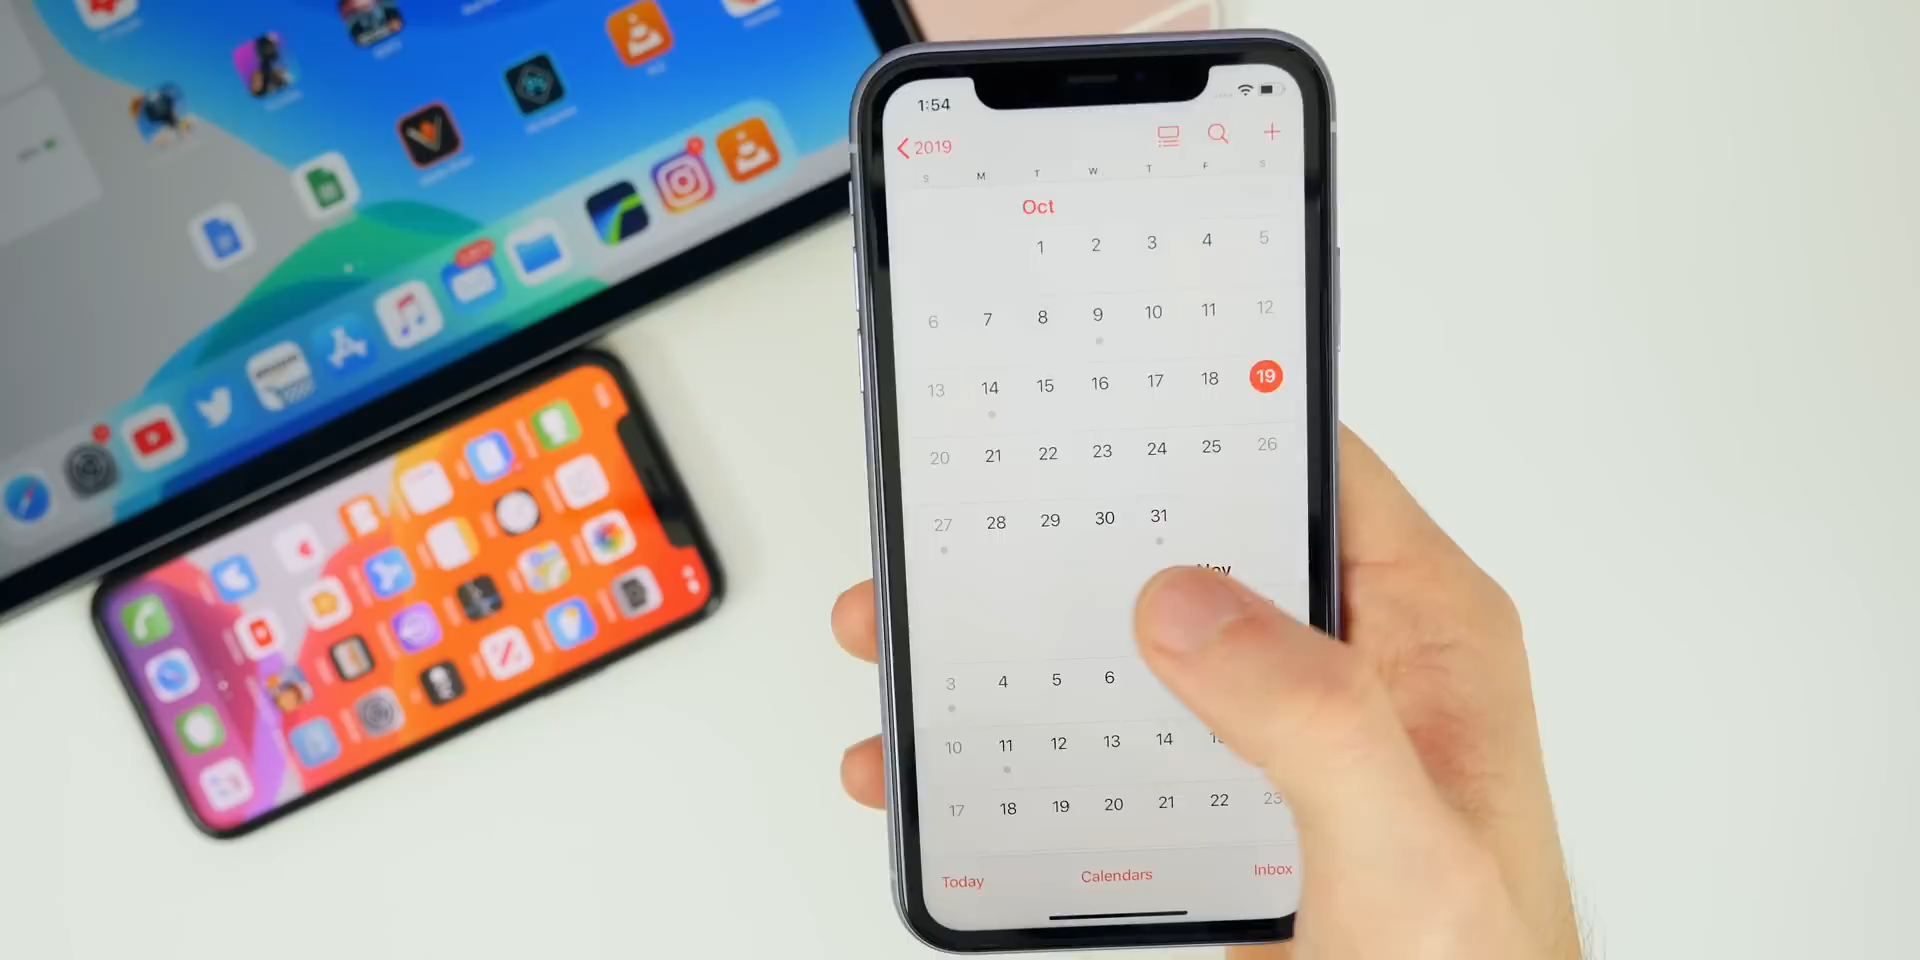 1:54
2019
S M T W T F S
Oct
1 2 3 4 5
6 7 8 9 10 11 12
13 14 15 16 17 18 19
20 21 22 23 24 25 26
27 28 29 30 31
Nov
3 4 5 6
10 11 12 13 14
17 18 19 20 21 22 23
Today Calendars Inbox